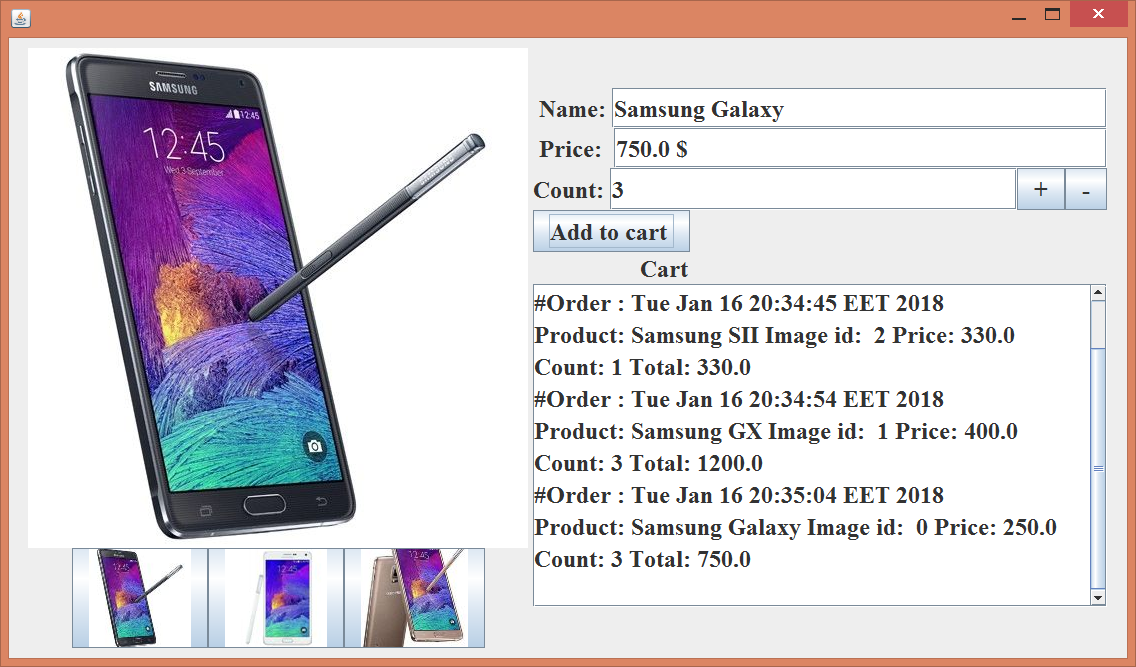 SAMSUNG
12:45
12:45
Wed 3 September
Name: Samsung Galaxy
Price: 750.0 $
Count: 3 + -
Add to cart
Cart
#Order : Tue Jan 16 20:34:45 EET 2018
Product: Samsung SII Image id:  2 Price: 330.0
Count: 1 Total: 330.0
#Order : Tue Jan 16 20:34:54 EET 2018
Product: Samsung GX Image id:  1 Price: 400.0
Count: 3 Total: 1200.0
#Order : Tue Jan 16 20:35:04 EET 2018
Product: Samsung Galaxy Image id:  0 Price: 250.0
Count: 3 Total: 750.0
12:45
12:45